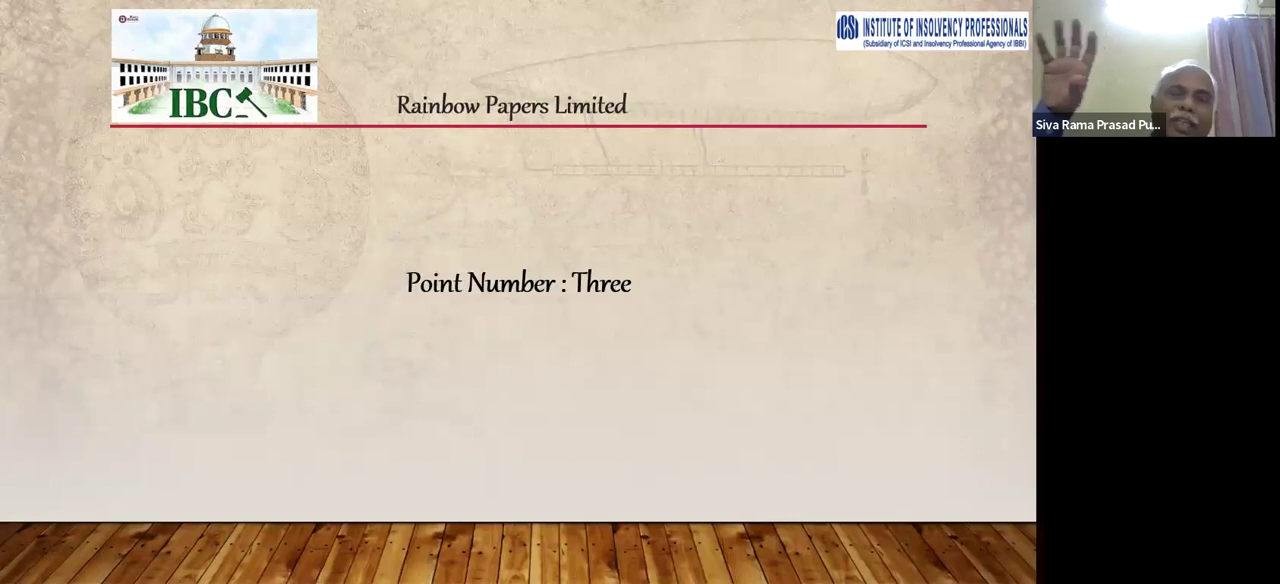 IBC
Rainbow Papers Limited
ICSI INSTITUTE OF INSOLVENCY PROFESSIONALS
(Subsidiary of ICSI and Insolvency Professional Agency of IBBI)
Siva Rama Prasad Pu...
Point Number : Three